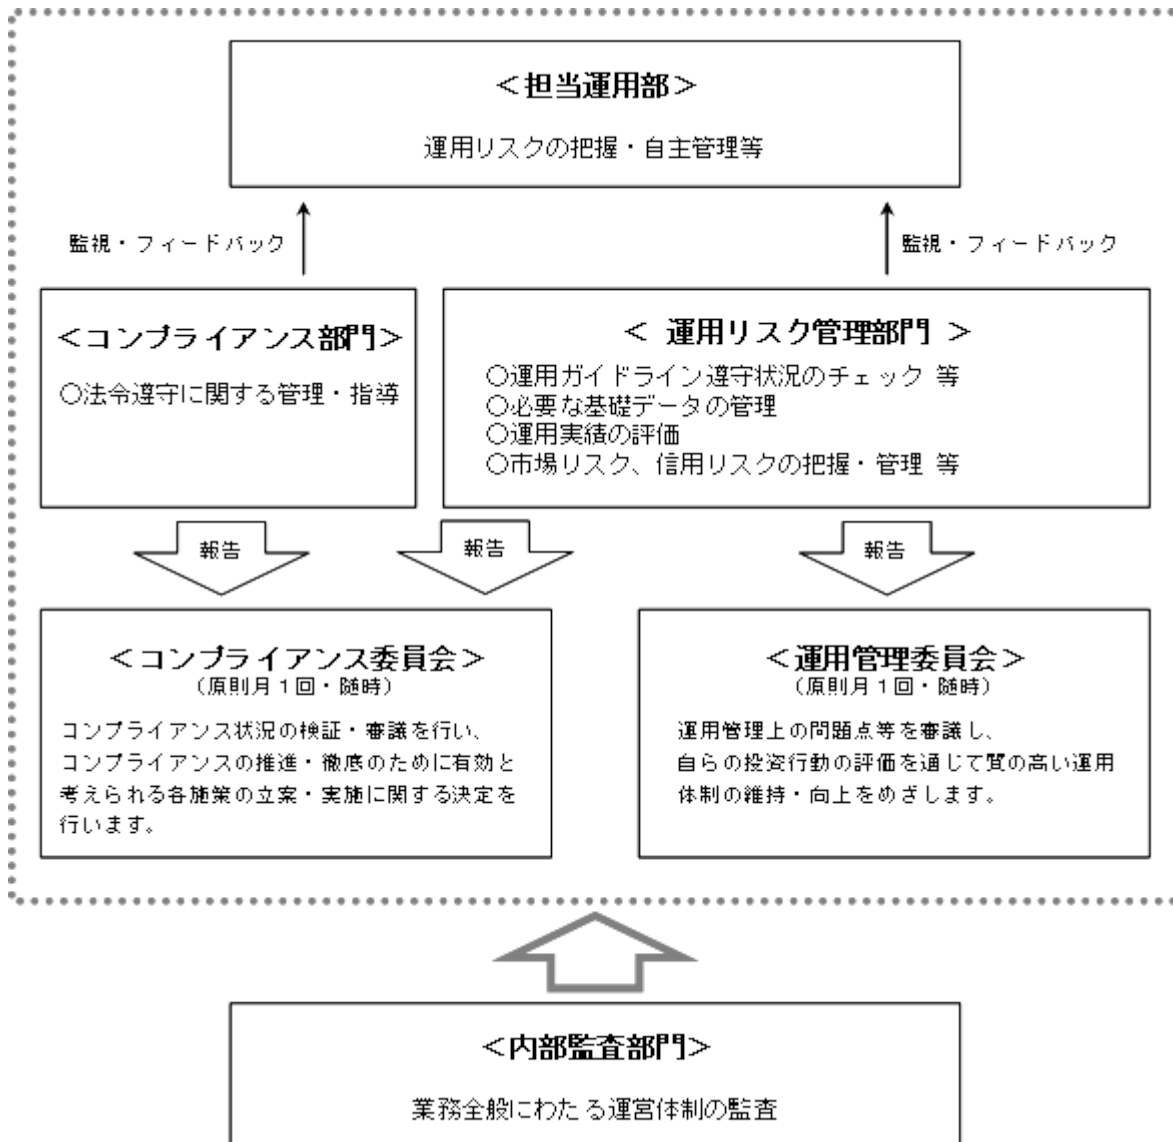 ＜担当運用部＞
運用リスクの把握・自主管理等
監視・フィードバック
監視・フィードバック
＜コンプライアンス部門＞
○法令遵守に関する管理・指導
＜ 運用リスク管理部門 ＞
○運用ガイドライン遵守状況のチェック 等
○必要な基礎データの管理
○運用実績の評価
○市場リスク、信用リスクの把握・管理 等
報告
報告
報告
＜コンプライアンス委員会＞
（原則月１回・随時）
コンプライアンス状況の検証・審議を行い、
コンプライアンスの推進・徹底のために有効と
考えられる各施策の立案・実施に関する決定を
行います。
＜運用管理委員会＞
（原則月１回・随時）
運用管理上の問題点等を審議し、
自らの投資行動の評価を通じて質の高い運用
体制の維持・向上をめざします。
＜内部監査部門＞
業務全般にわたる運営体制の監査